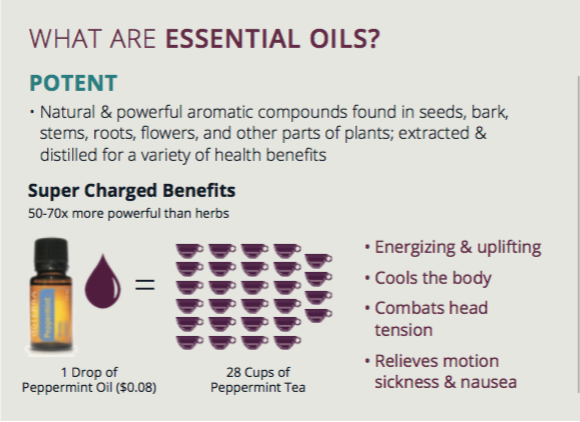 WHAT ARE ESSENTIAL OILS?
POTENT
• Natural & powerful aromatic compounds found in seeds, bark,
stems, roots, flowers, and other parts of plants; extracted &
distilled for a variety of health benefits
Super Charged Benefits
50-70x more powerful than herbs
Peppermint
=
• Energizing & uplifting
• Cools the body
• Combats head
tension
• Relieves motion
sickness & nausea
1 Drop of
Peppermint Oil ($0.08)
28 Cups of
Peppermint Tea